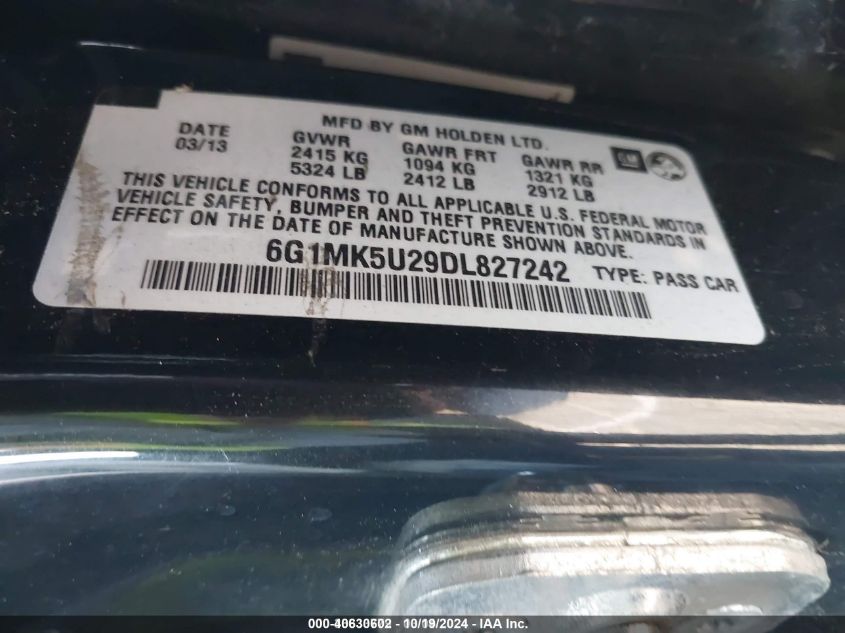 MFD BY GM HOLDEN LTD.
DATE GVWR GAWR FRT GAWR RR GM
03/13 2415 KG 1094 KG 1321 KG
5324 LB 2412 LB 2912 LB
THIS VEHICLE CONFORMS TO ALL APPLICABLE U.S. FEDERAL MOTOR
VEHICLE SAFETY, BUMPER AND THEFT PREVENTION STANDARDS IN
EFFECT ON THE DATE OF MANUFACTURE SHOWN ABOVE.
6G1MK5U29DL827242 TYPE: PASS CAR
000-40630602 - 10/19/2024 - IAA Inc.